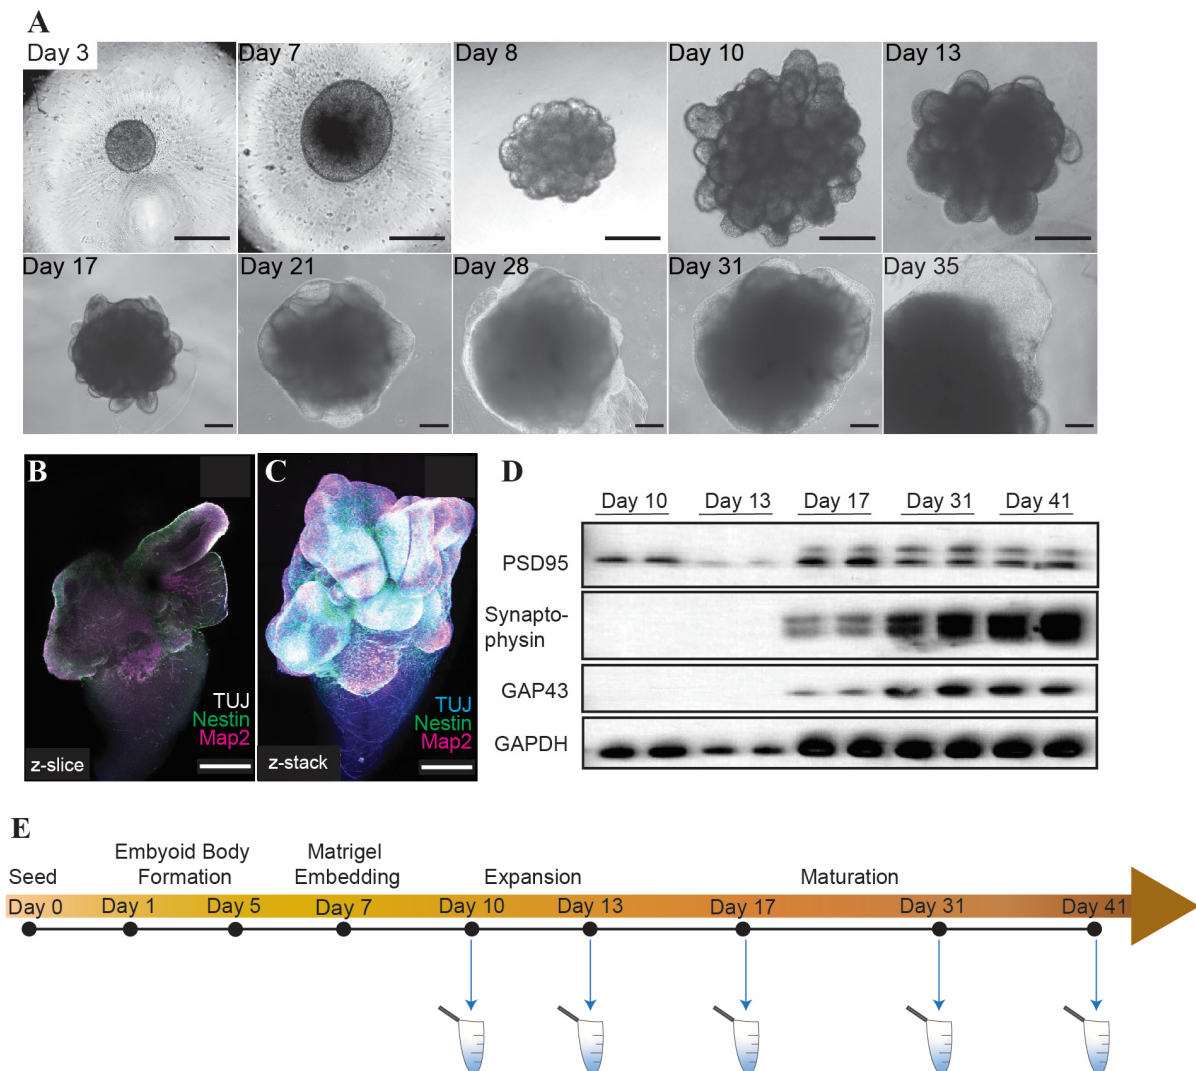 A
Day 3
Day 7
Day 8
Day 10
Day 13
Day 17
Day 21
Day 28
Day 31
Day 35
B
TUJ
Nestin
Map2
z-slice
C
TUJ
Nestin
Map2
z-stack
D
Day 10
Day 13
Day 17
Day 31
Day 41
PSD95
Synapto-
physin
GAP43
GAPDH
E
Seed
Embyoid Body
Formation
Matrigel
Embedding
Expansion
Maturation
Day 0
Day 1
Day 5
Day 7
Day 10
Day 13
Day 17
Day 31
Day 41